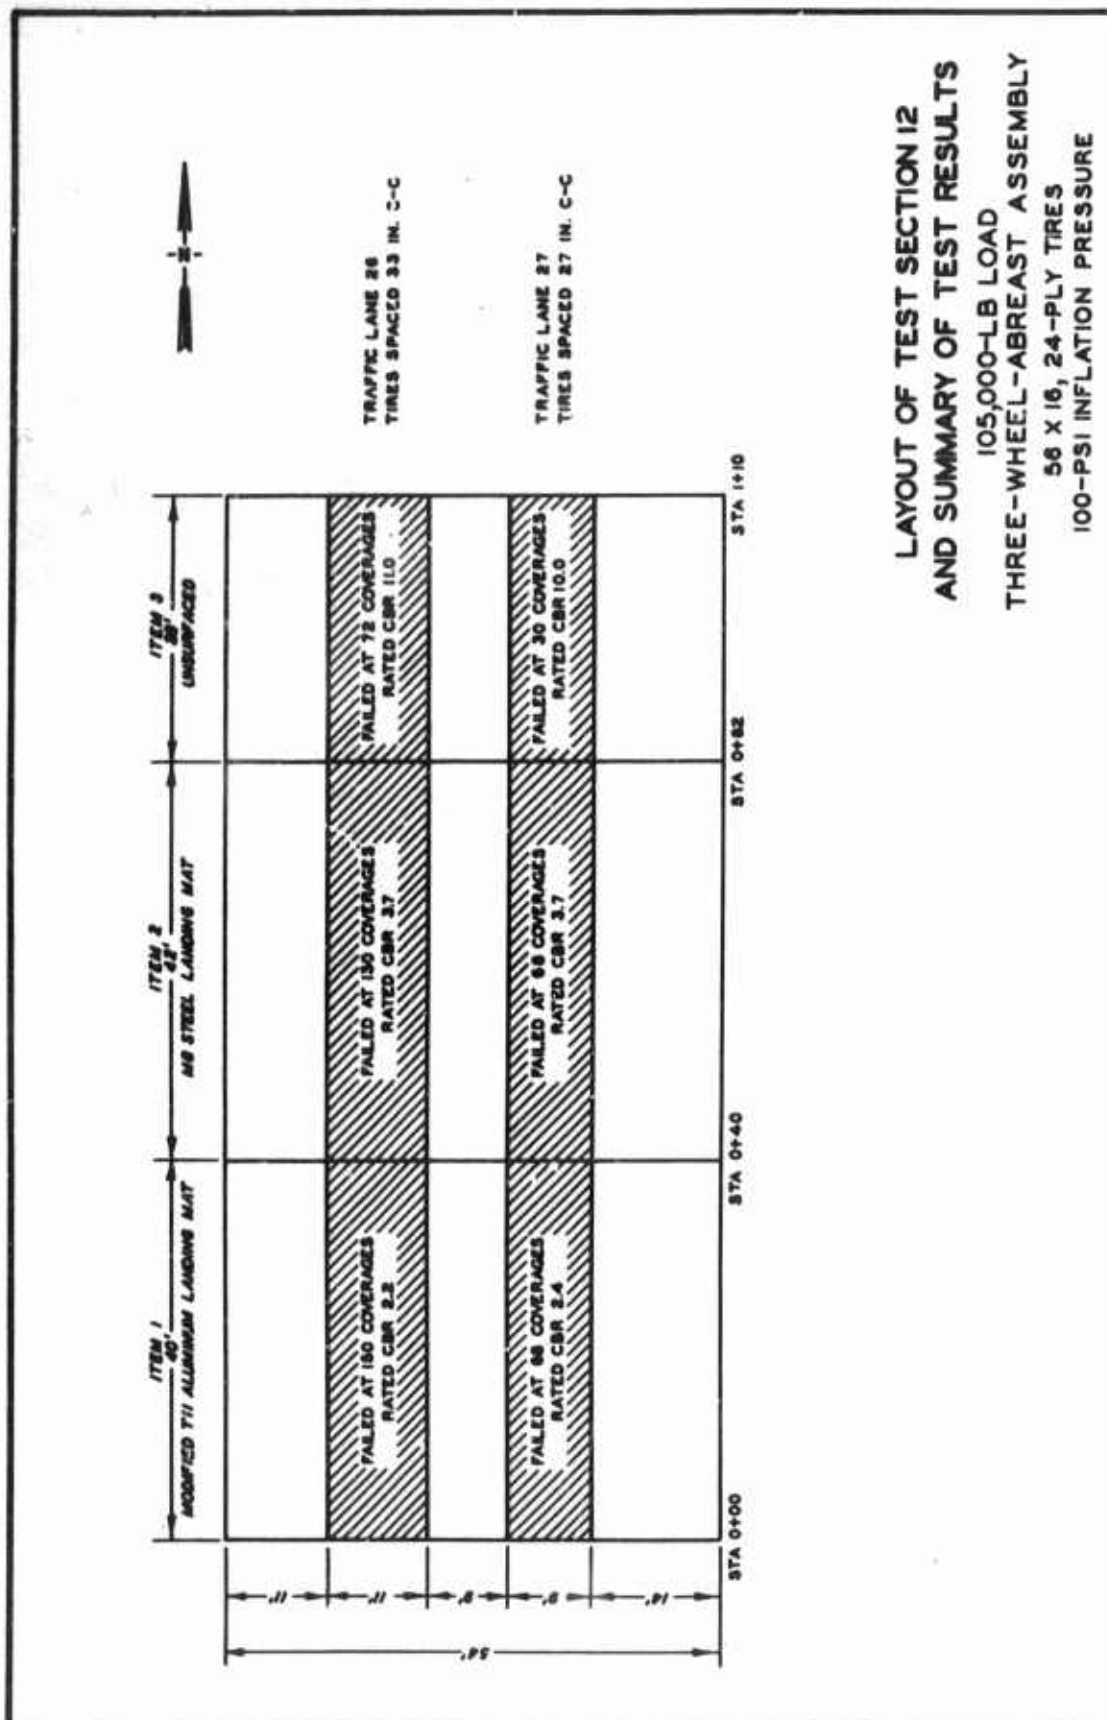 ITEM 1
40'
MODIFIED T11 ALUMINUM LANDING MAT
ITEM 2
42'
M8 STEEL LANDING MAT
ITEM 3
28'
UNSURFACED
N
11'
11'
9'
9'
14'
54'
FAILED AT 150 COVERAGES
RATED CBR 2.2
FAILED AT 130 COVERAGES
RATED CBR 3.7
FAILED AT 72 COVERAGES
RATED CBR 11.0
TRAFFIC LANE 26
TIRES SPACED 33 IN. C-C
FAILED AT 68 COVERAGES
RATED CBR 2.4
FAILED AT 68 COVERAGES
RATED CBR 3.7
FAILED AT 30 COVERAGES
RATED CBR 10.0
TRAFFIC LANE 27
TIRES SPACED 27 IN. C-C
STA 0+00
STA 0+40
STA 0+82
STA 1+10
LAYOUT OF TEST SECTION 12
AND SUMMARY OF TEST RESULTS
105,000-LB LOAD
THREE-WHEEL-ABREAST ASSEMBLY
56 X 16, 24-PLY TIRES
100-PSI INFLATION PRESSURE